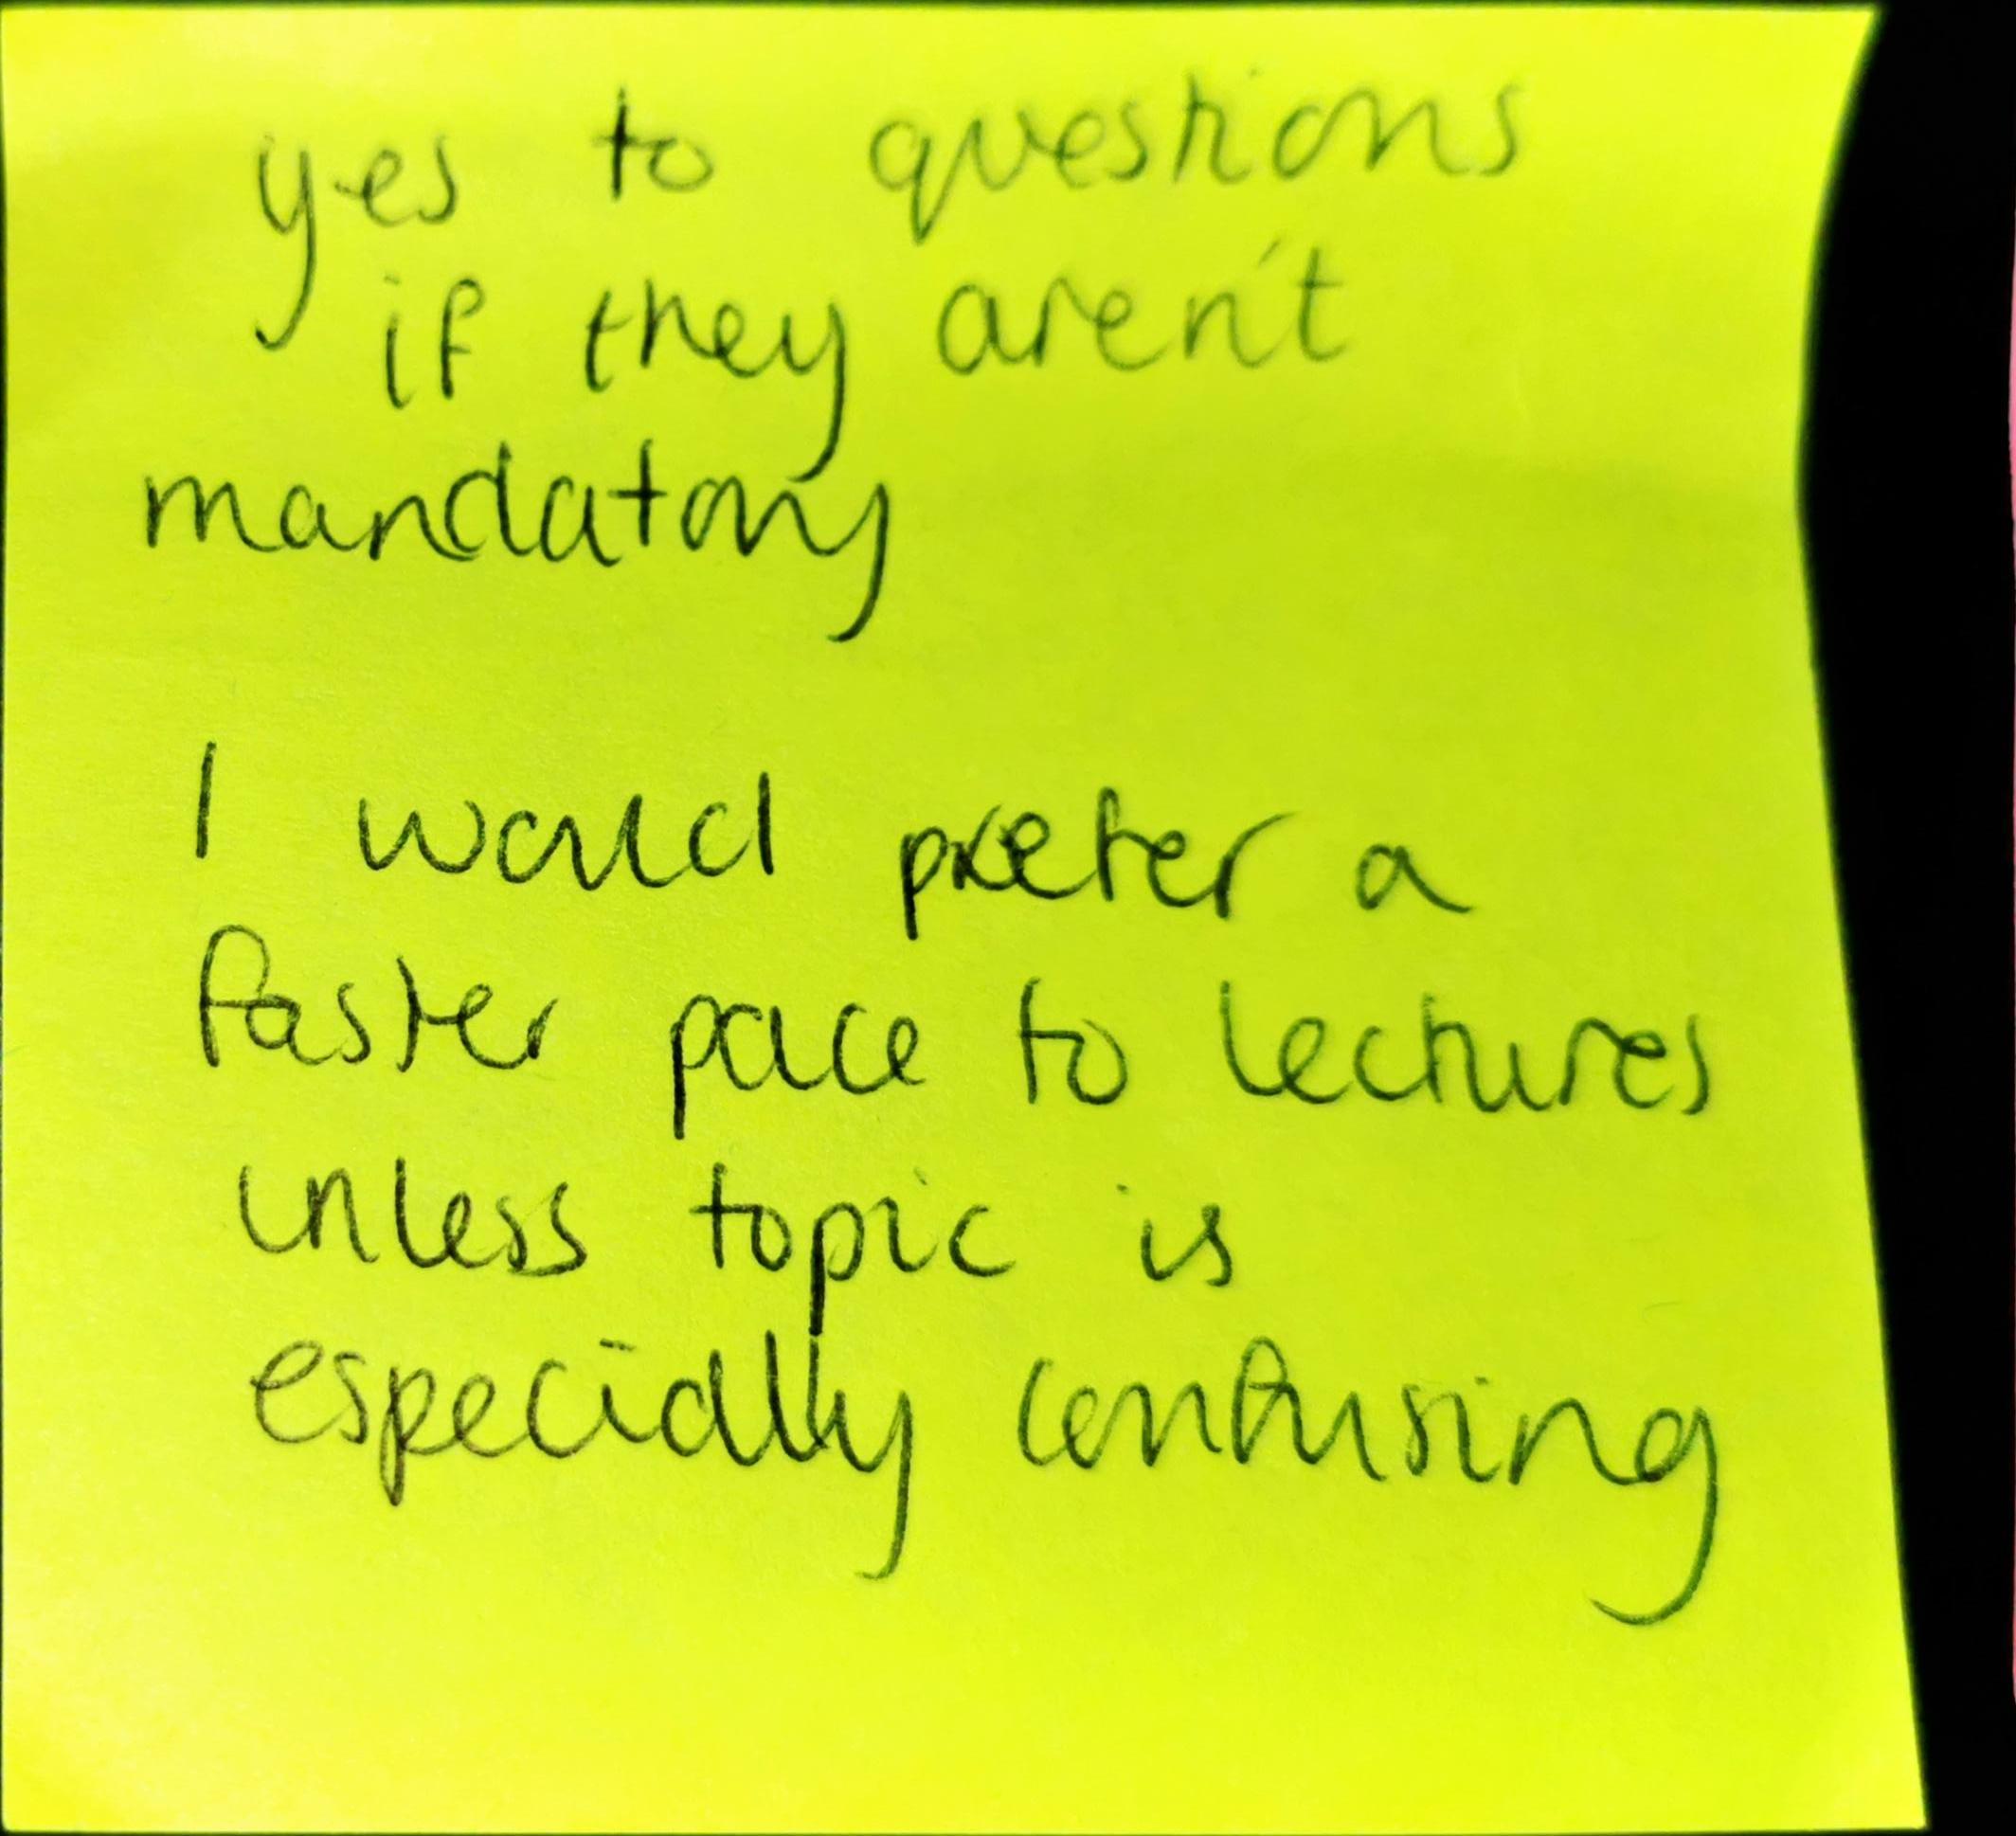 yes to questions
if they aren't
mandatory
I would prefer a
faster pace to lectures
unless topic is
especially confusing